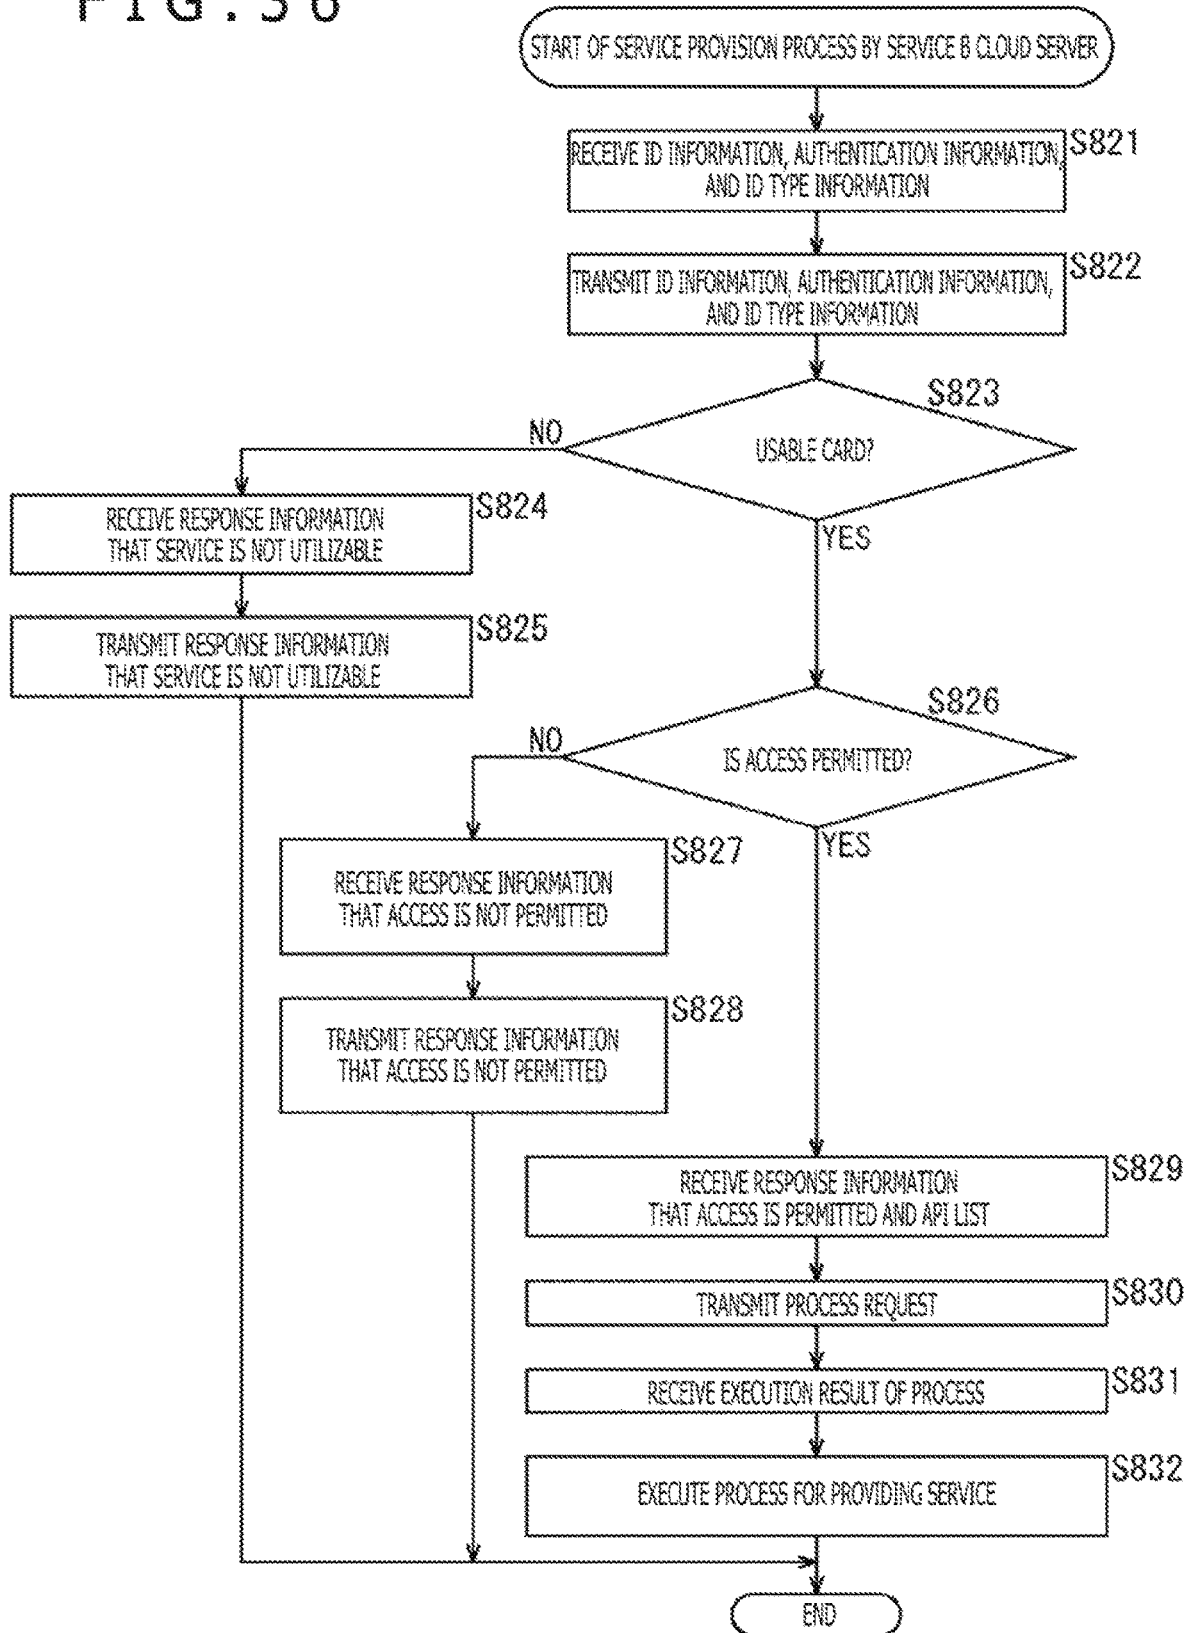 FIG.36
START OF SERVICE PROVISION PROCESS BY SERVICE B CLOUD SERVER
S821
RECEIVE ID INFORMATION, AUTHENTICATION INFORMATION,
AND ID TYPE INFORMATION
S822
TRANSMIT ID INFORMATION, AUTHENTICATION INFORMATION,
AND ID TYPE INFORMATION
S823
USABLE CARD?
NO
YES
S824
RECEIVE RESPONSE INFORMATION
THAT SERVICE IS NOT UTILIZABLE
S825
TRANSMIT RESPONSE INFORMATION
THAT SERVICE IS NOT UTILIZABLE
S826
IS ACCESS PERMITTED?
NO
YES
S827
RECEIVE RESPONSE INFORMATION
THAT ACCESS IS NOT PERMITTED
S828
TRANSMIT RESPONSE INFORMATION
THAT ACCESS IS NOT PERMITTED
S829
RECEIVE RESPONSE INFORMATION
THAT ACCESS IS PERMITTED AND API LIST
S830
TRANSMIT PROCESS REQUEST
S831
RECEIVE EXECUTION RESULT OF PROCESS
S832
EXECUTE PROCESS FOR PROVIDING SERVICE
END